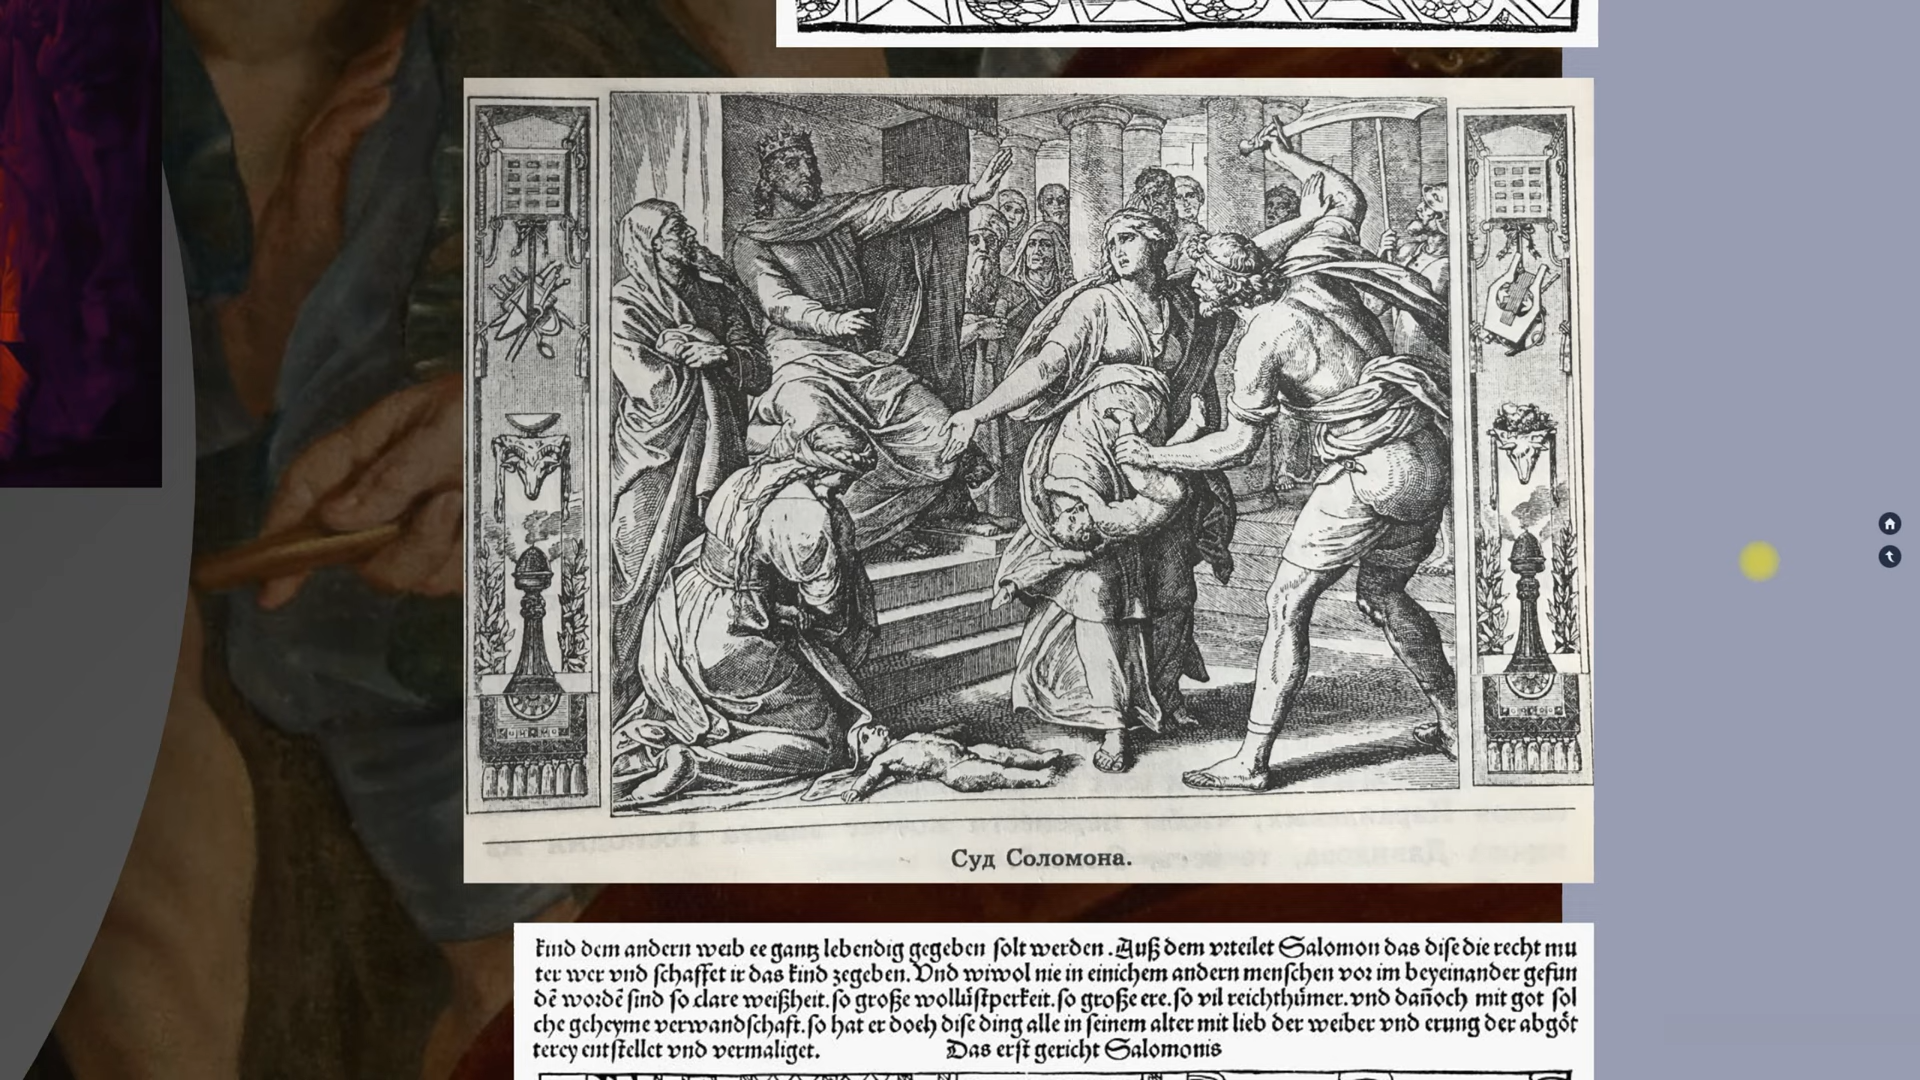 Суд Соломона.
kind dem andern weib ee gantz lebendig gegeben solt werden. Auß dem vrteilet Salomon das dise die recht mu
ter wer vnd schaffet ir das kind zegeben. Vnd wiwol nie in einichem andern menschen vor im beyeinander gefun
dē wordē sind so clare weißheit. so große wollüstperkeit. so große ere. so vil reichthümer. vnd dañoch mit got sol
che geheyme verwandschaft. so hat er doch dise ding alle in seinem alter mit lieb der weiber vnd erung der abgöt
terey entstellet vnd vermaliget. Das erst gericht Salomonis